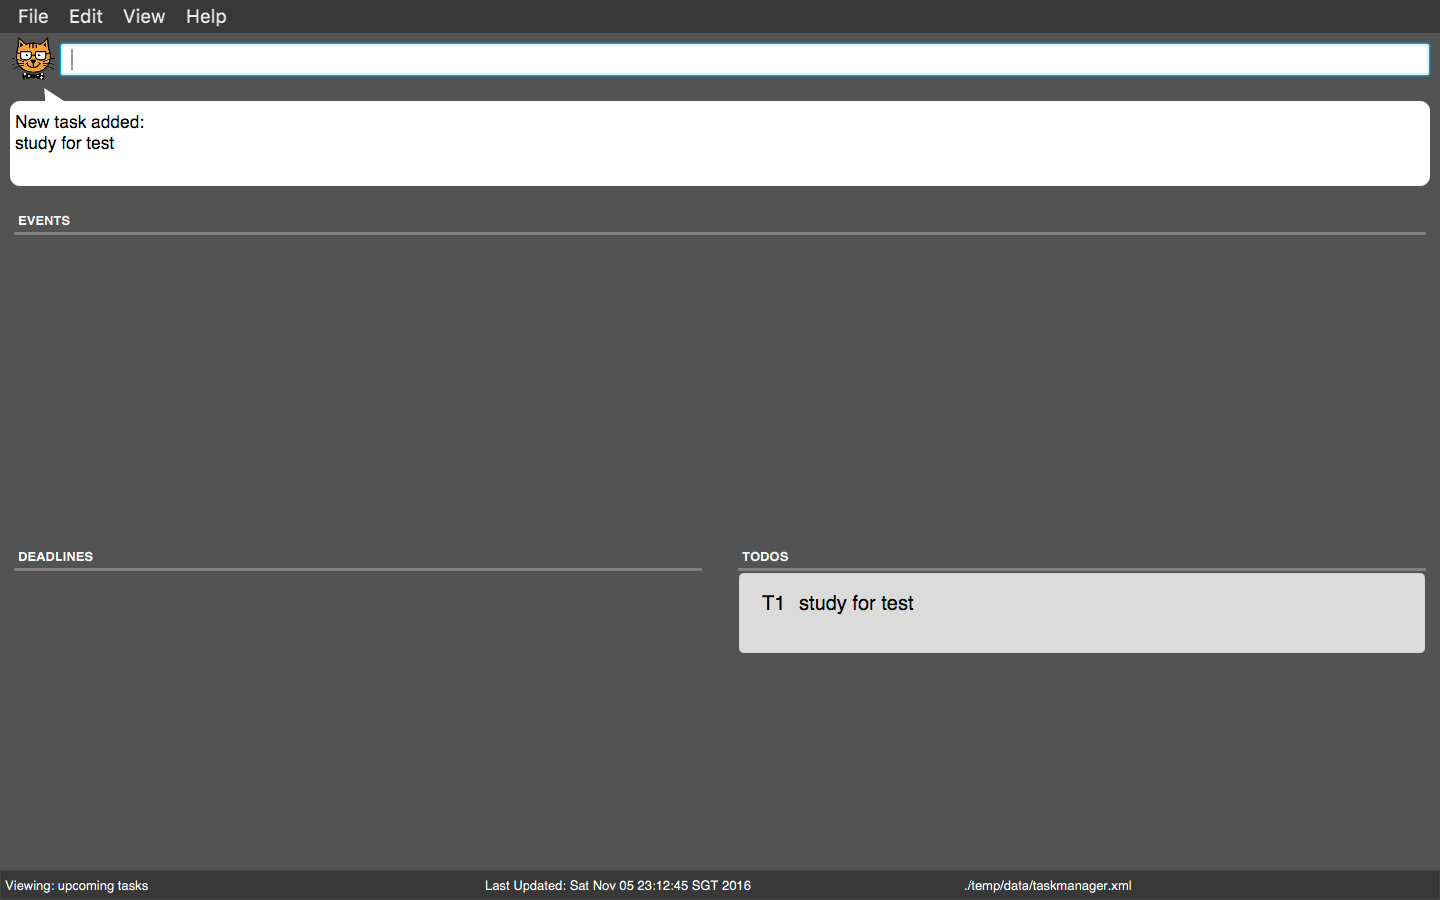 File Edit View Help
New task added:
study for test
EVENTS
DEADLINES
TODOS
T1 study for test
Viewing: upcoming tasks
Last Updated: Sat Nov 05 23:12:45 SGT 2016
./temp/data/taskmanager.xml